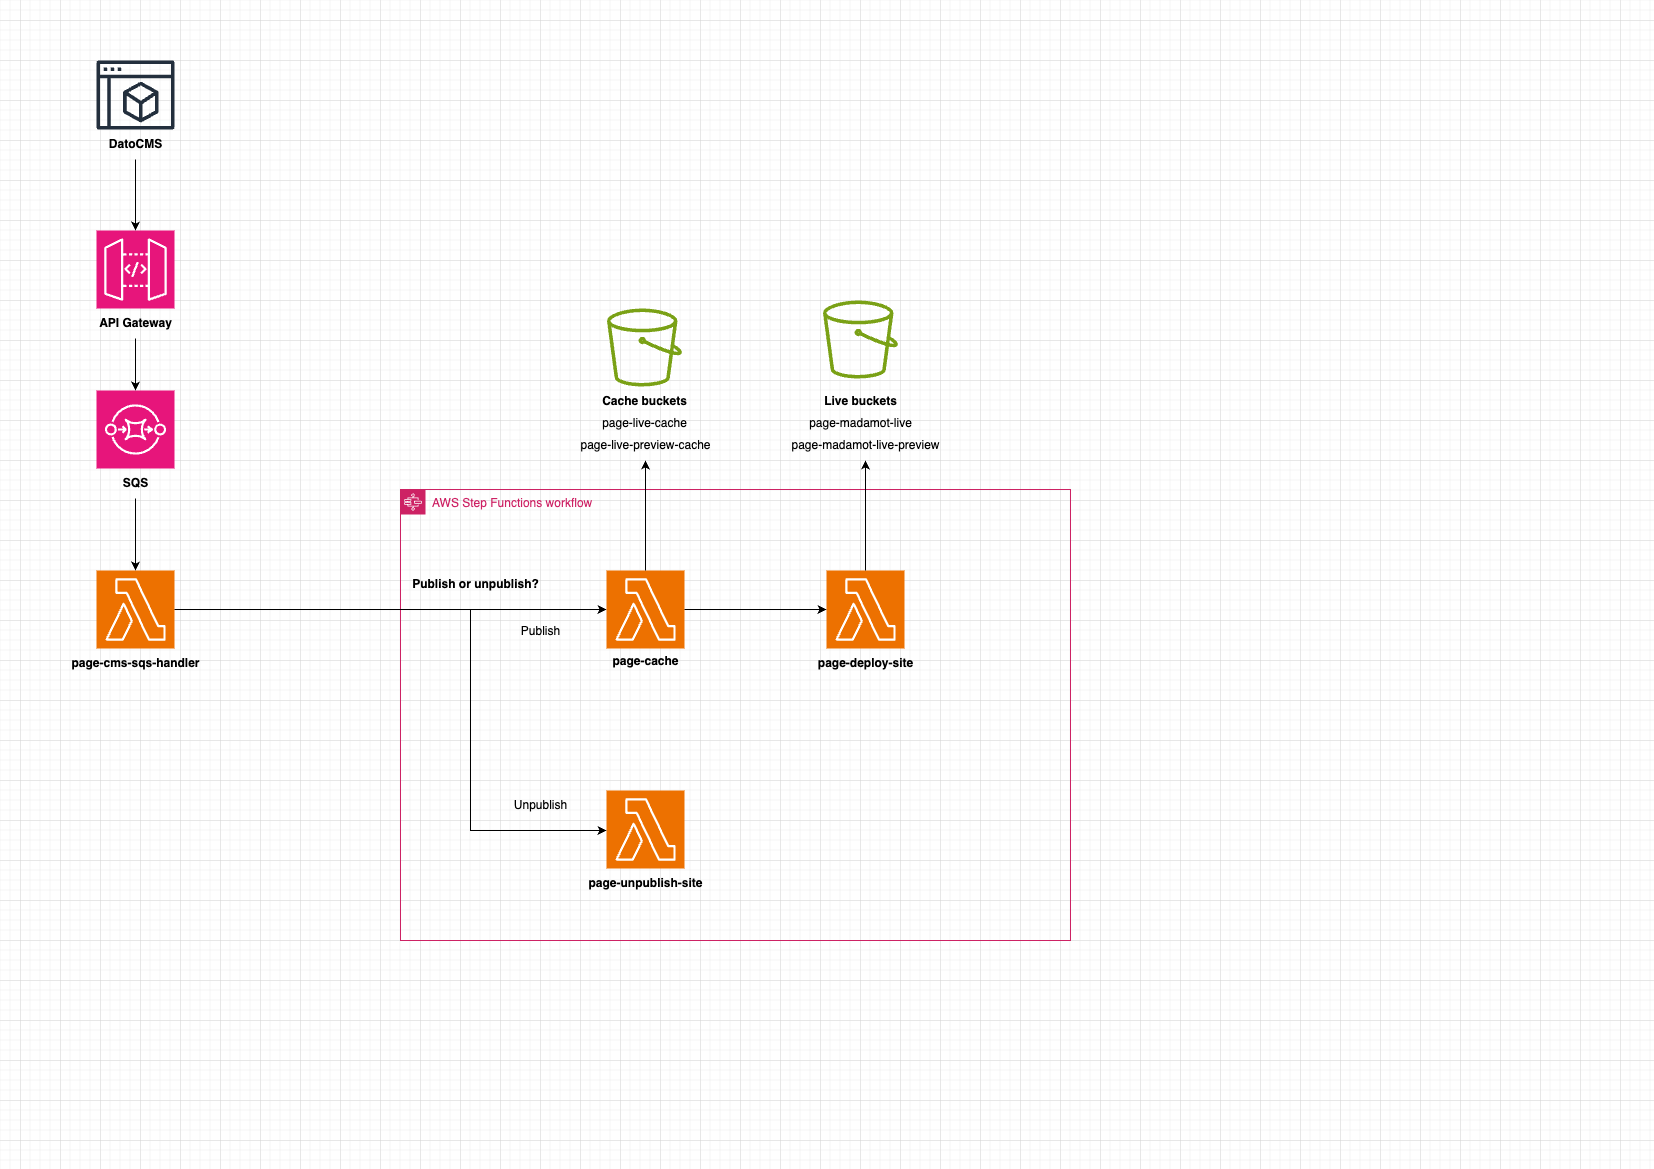 DatoCMS
API Gateway
SQS
page-cms-sqs-handler
Cache buckets
page-live-cache
page-live-preview-cache
Live buckets
page-madamot-live
page-madamot-live-preview
AWS Step Functions workflow
Publish or unpublish?
Publish
page-cache
page-deploy-site
Unpublish
page-unpublish-site